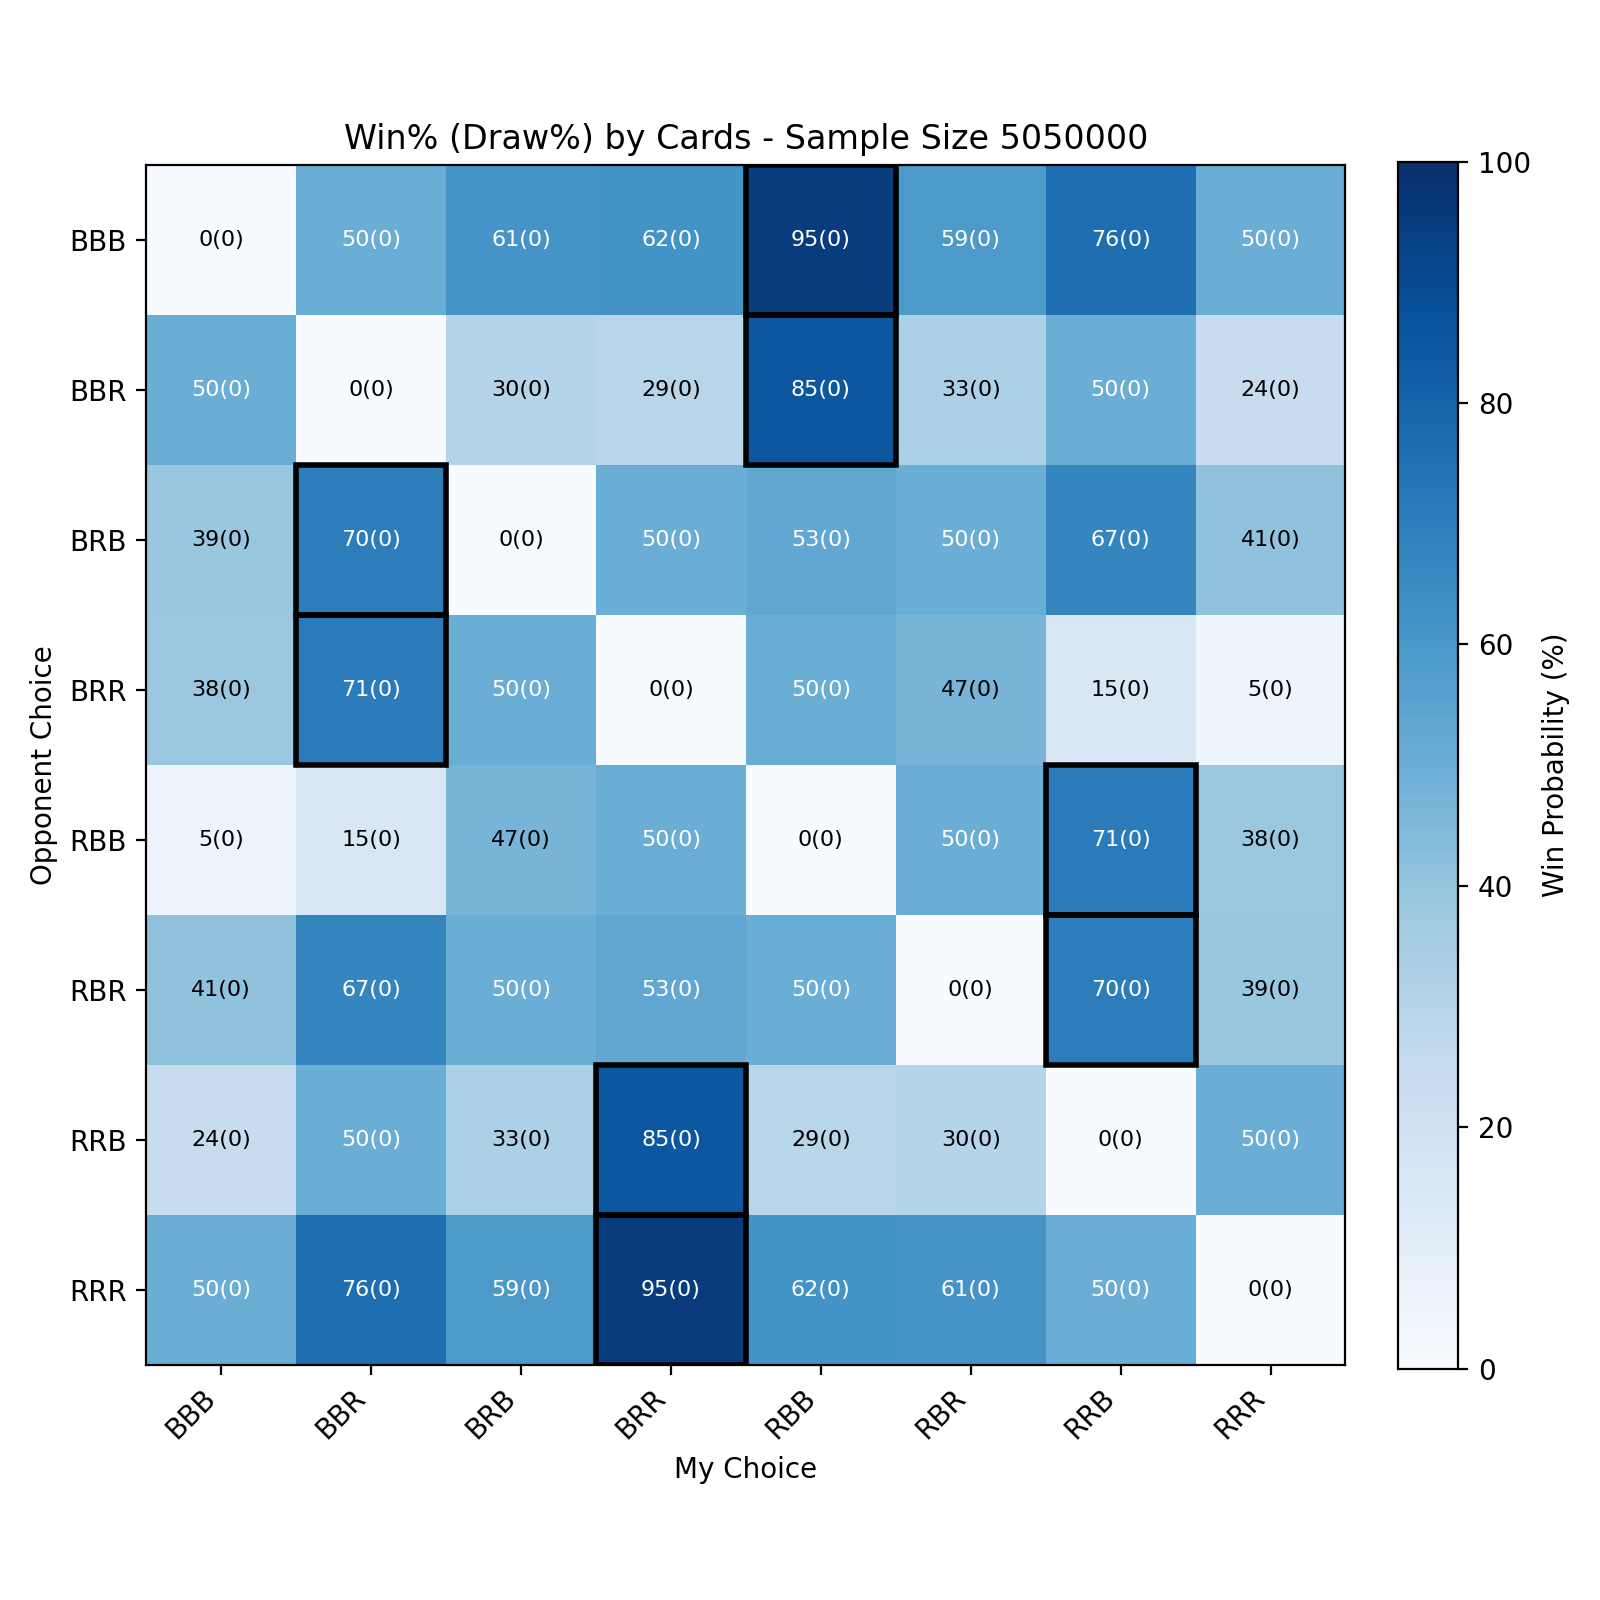 Win% (Draw%) by Cards - Sample Size 5050000
BBB 0(0) 50(0) 61(0) 62(0) 95(0) 59(0) 76(0) 50(0)
BBR 50(0) 0(0) 30(0) 29(0) 85(0) 33(0) 50(0) 24(0)
BRB 39(0) 70(0) 0(0) 50(0) 53(0) 50(0) 67(0) 41(0)
BRR 38(0) 71(0) 50(0) 0(0) 50(0) 47(0) 15(0) 5(0)
RBB 5(0) 15(0) 47(0) 50(0) 0(0) 50(0) 71(0) 38(0)
RBR 41(0) 67(0) 50(0) 53(0) 50(0) 0(0) 70(0) 39(0)
RRB 24(0) 50(0) 33(0) 85(0) 29(0) 30(0) 0(0) 50(0)
RRR 50(0) 76(0) 59(0) 95(0) 62(0) 61(0) 50(0) 0(0)
BBB BBR BRB BRR RBB RBR RRB RRR
My Choice
Opponent Choice
100
80
60
40
20
0
Win Probability (%)